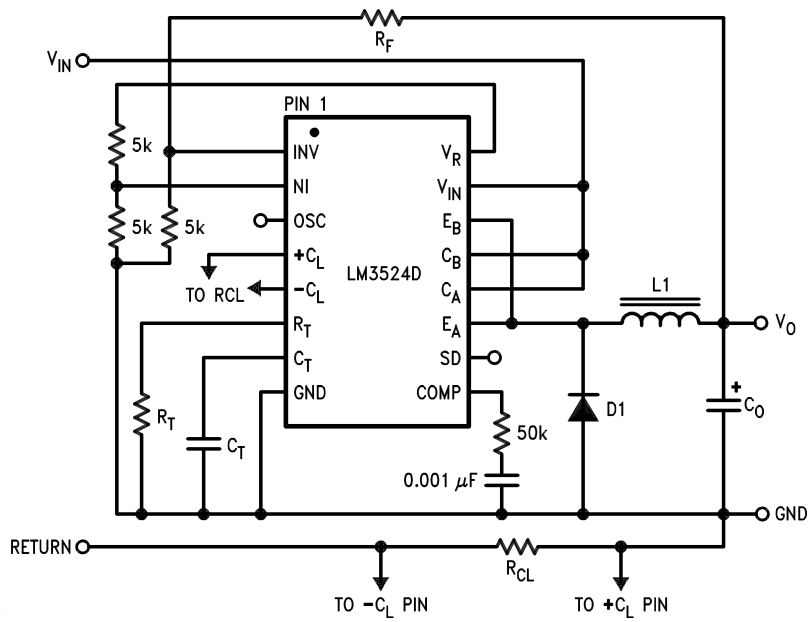 R_F
V_IN
PIN 1
5k
INV
V_R
NI
V_IN
5k
5k
OSC
E_B
+C_L
LM3524D
C_B
TO RCL
-C_L
C_A
L1
R_T
E_A
V_O
C_T
SD
GND
COMP
R_T
C_T
50k
D1
+
C_O
0.001 μF
GND
RETURN
R_CL
TO -C_L PIN
TO +C_L PIN